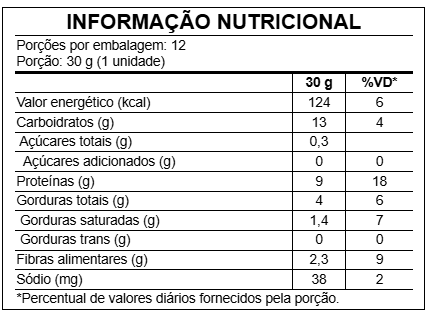 INFORMAÇÃO NUTRICIONAL
Porções por embalagem: 12
Porção: 30 g (1 unidade)
30 g %VD*
Valor energético (kcal) 124 6
Carboidratos (g) 13 4
Açúcares totais (g) 0,3
Açúcares adicionados (g) 0 0
Proteínas (g) 9 18
Gorduras totais (g) 4 6
Gorduras saturadas (g) 1,4 7
Gorduras trans (g) 0 0
Fibras alimentares (g) 2,3 9
Sódio (mg) 38 2
*Percentual de valores diários fornecidos pela porção.